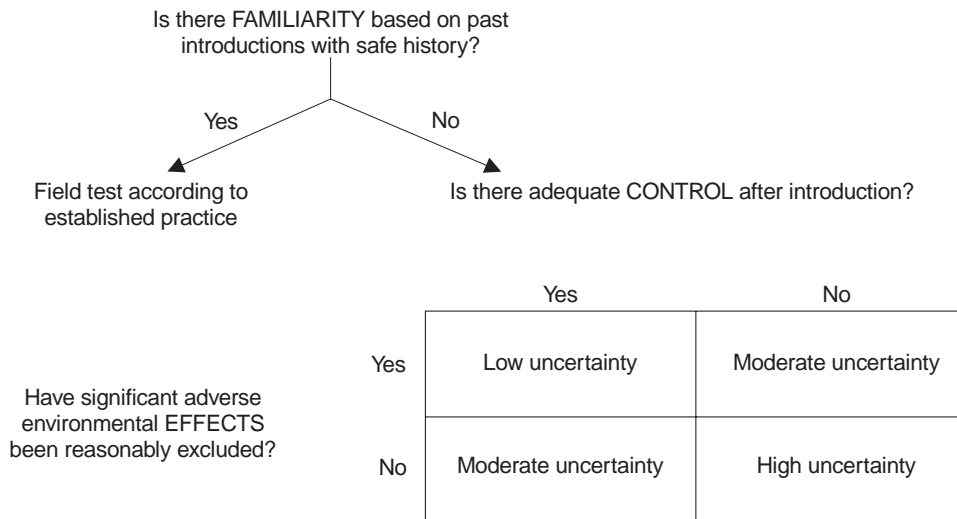 Is there FAMILIARITY based on past
introductions with safe history?
Yes
No
Field test according to
established practice
Is there adequate CONTROL after introduction?
Yes
No
Yes
Low uncertainty
Moderate uncertainty
Have significant adverse
environmental EFFECTS
been reasonably excluded?
No
Moderate uncertainty
High uncertainty